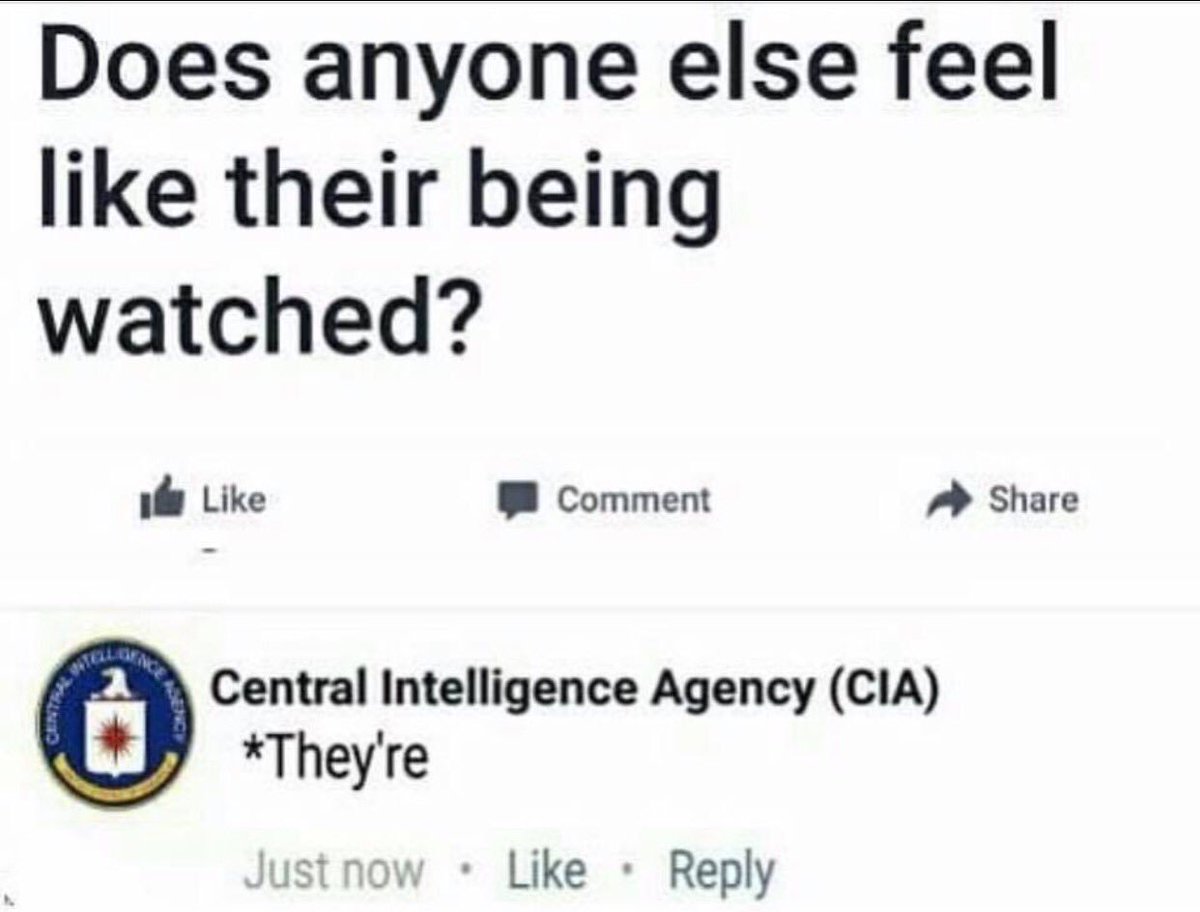 Does anyone else feel
like their being
watched?
Like Comment Share
CENTRAL INTELLIGENCE AGENCY
Central Intelligence Agency (CIA)
*They're
Just now · Like · Reply